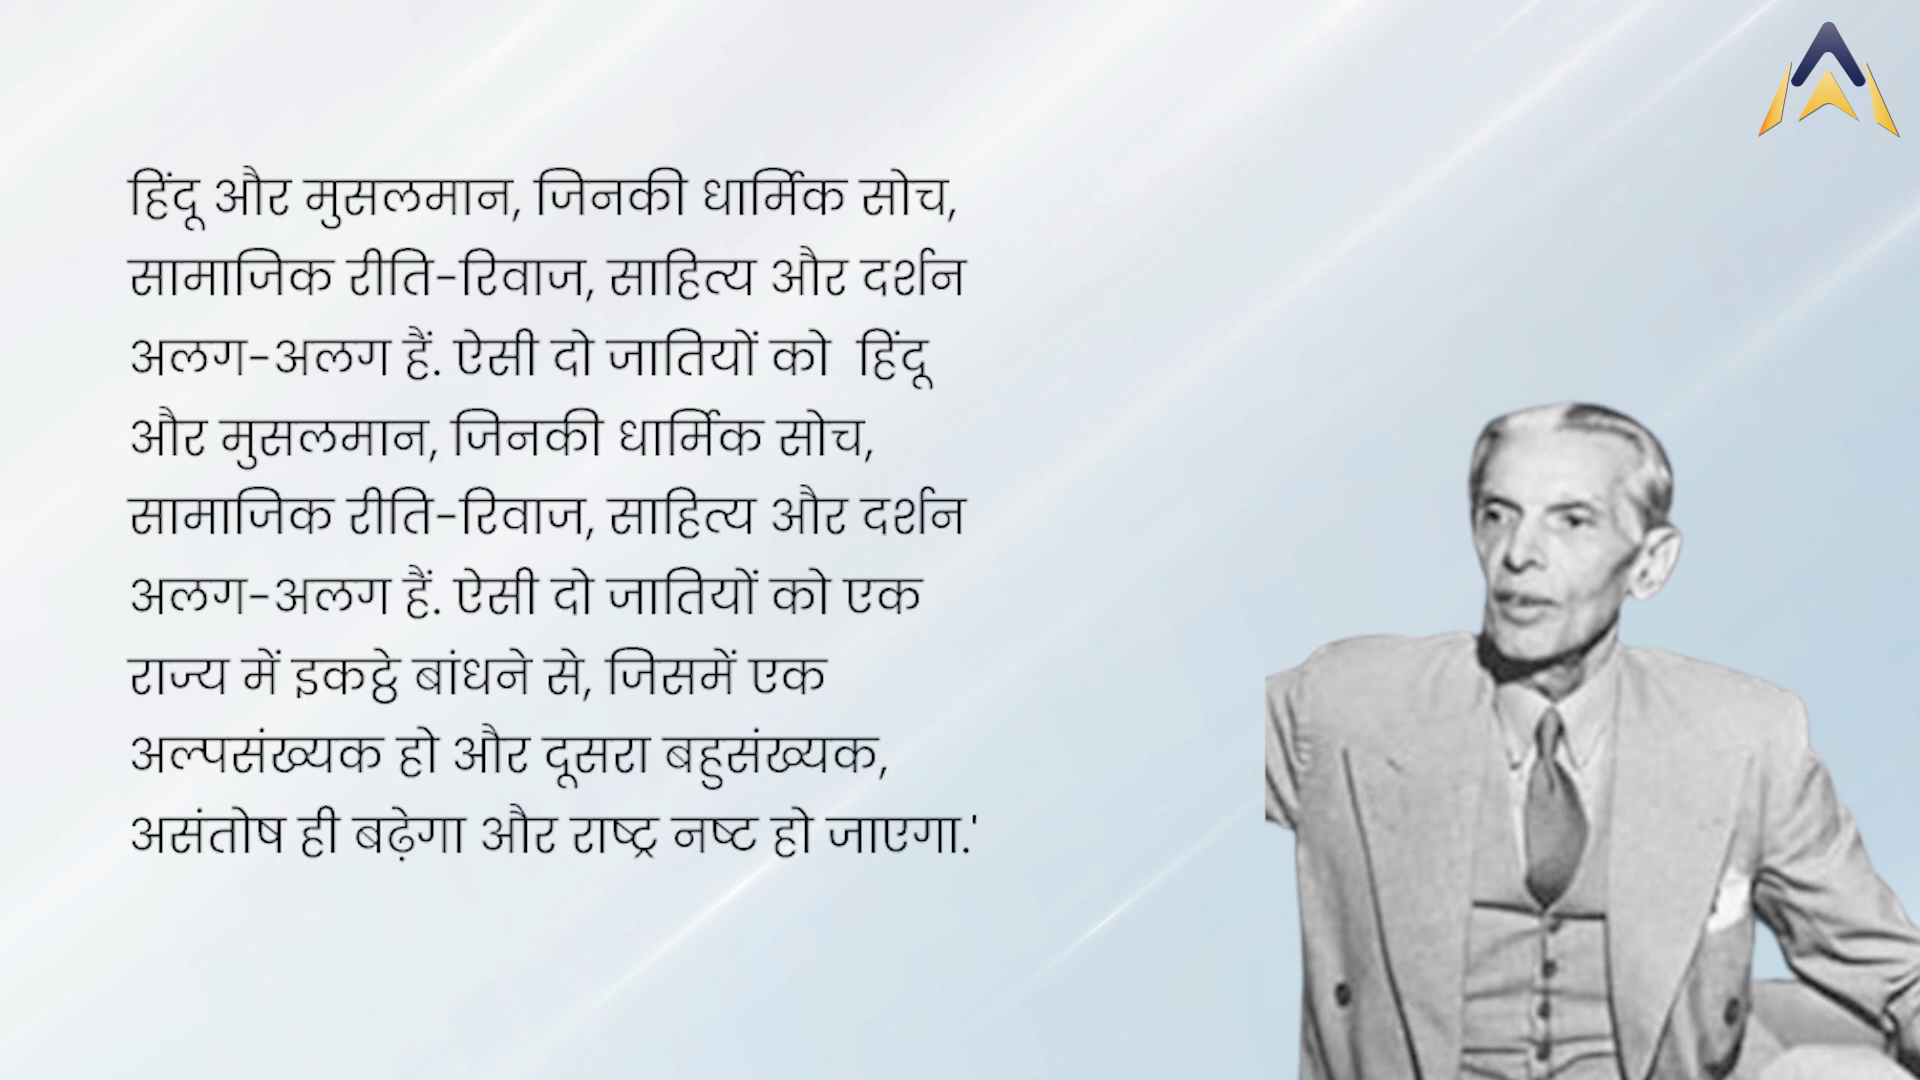 हिंदू और मुसलमान, जिनकी धार्मिक सोच,
सामाजिक रीति-रिवाज, साहित्य और दर्शन
अलग-अलग हैं. ऐसी दो जातियों को  हिंदू
और मुसलमान, जिनकी धार्मिक सोच,
सामाजिक रीति-रिवाज, साहित्य और दर्शन
अलग-अलग हैं. ऐसी दो जातियों को एक
राज्य में इकट्ठे बांधने से, जिसमें एक
अल्पसंख्यक हो और दूसरा बहुसंख्यक,
असंतोष ही बढ़ेगा और राष्ट्र नष्ट हो जाएगा.'